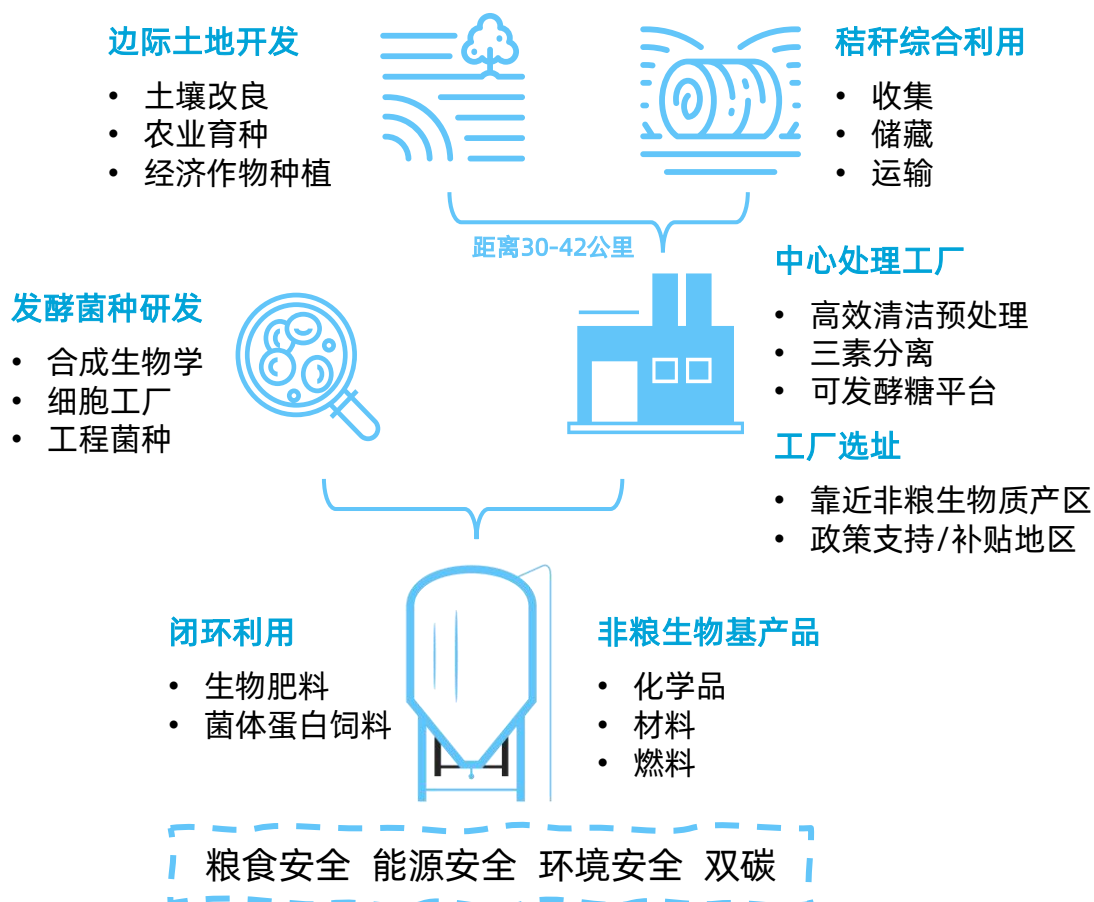 边际土地开发
• 土壤改良
• 农业育种
• 经济作物种植
秸秆综合利用
• 收集
• 储藏
• 运输
距离30-42公里
中心处理工厂
• 高效清洁预处理
• 三素分离
• 可发酵糖平台
发酵菌种研发
• 合成生物学
• 细胞工厂
• 工程菌种
工厂选址
• 靠近非粮生物质产区
• 政策支持/补贴地区
闭环利用
• 生物肥料
• 菌体蛋白饲料
非粮生物基产品
• 化学品
• 材料
• 燃料
粮食安全 能源安全 环境安全 双碳